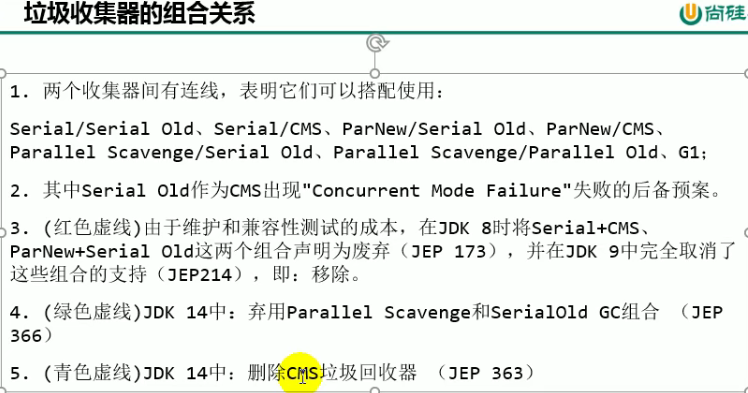 垃圾收集器的组合关系
尚硅
1. 两个收集器间有连线，表明它们可以搭配使用：
Serial/Serial Old、Serial/CMS、ParNew/Serial Old、ParNew/CMS、
Parallel Scavenge/Serial Old、Parallel Scavenge/Parallel Old、G1；
2. 其中Serial Old作为CMS出现"Concurrent Mode Failure"失败的后备预案。
3. (红色虚线)由于维护和兼容性测试的成本，在JDK 8时将Serial+CMS、
ParNew+Serial Old这两个组合声明为废弃（JEP 173），并在JDK 9中完全取消了
这些组合的支持（JEP214），即：移除。
4. (绿色虚线)JDK 14中：弃用Parallel Scavenge和SerialOld GC组合 （JEP
366）
5. (青色虚线)JDK 14中：删除CMS垃圾回收器 （JEP 363）